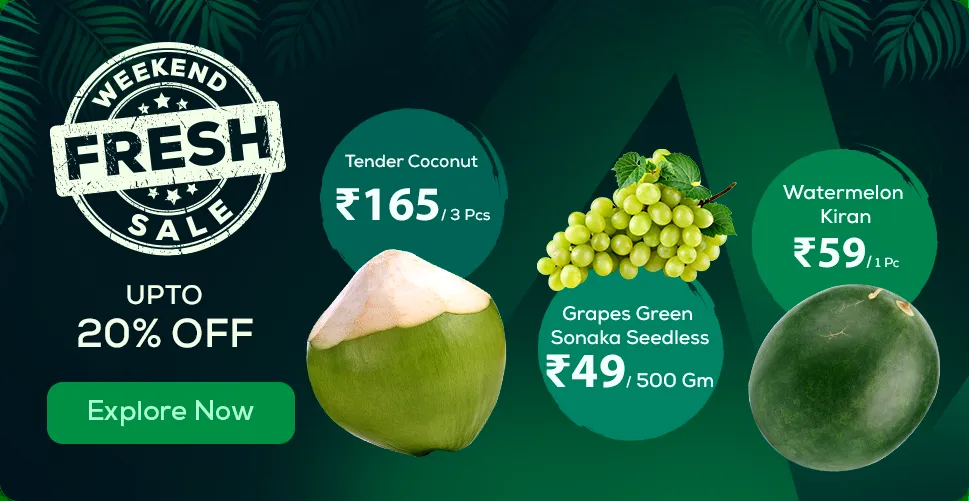 WEEKEND
FRESH
SALE
UPTO
20% OFF
Explore Now
Tender Coconut
₹165/ 3 Pcs
Grapes Green
Sonaka Seedless
₹49/ 500 Gm
Watermelon
Kiran
₹59/ 1 Pc